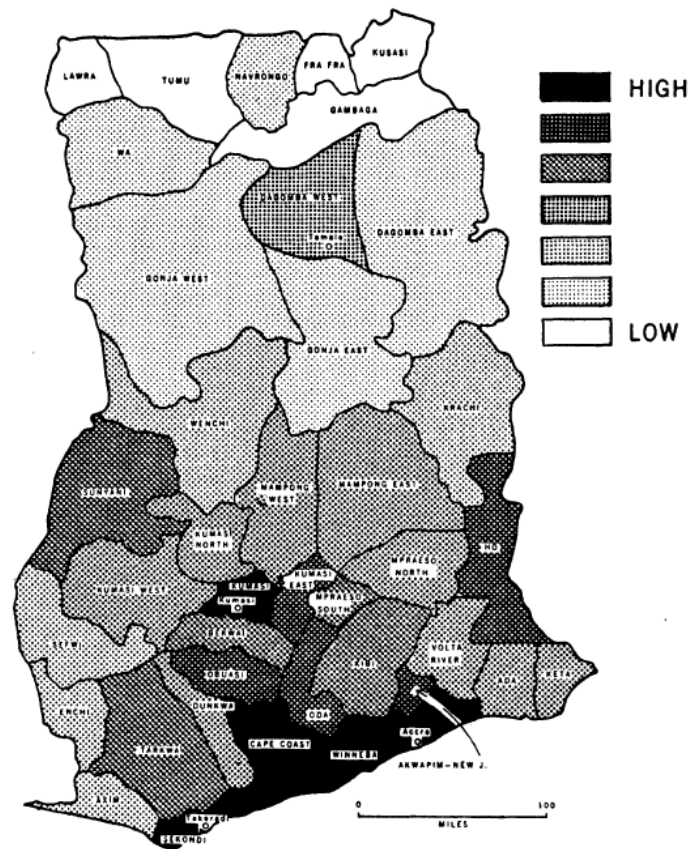 KUSASI
FRA FRA
LAWRA
TUMU
NAVRONGO
HIGH
GAMBAGA
WA
DAGOMBA WEST
DAGOMBA EAST
Tamale
GONJA WEST
LOW
GONJA EAST
KRACHI
WENCHI
SUNYANI
MAMPONG
WEST
MAMPONG EAST
KUMASI
NORTH
HO
KUMASI WEST
KUMASI
Kumasi
KUMASI
EAST
MPRAESO
NORTH
MPRAESO
SOUTH
BEKWAI
SEFWI
KIBI
VOLTA
RIVER
OBUASI
ADA
KETA
ENCHI
DUNKWA
ODA
TARKWA
CAPE COAST
WINNEBA
Accra
AKWAPIM-NEW J.
AXIM
Takoradi
SEKONDI
0 100
MILES